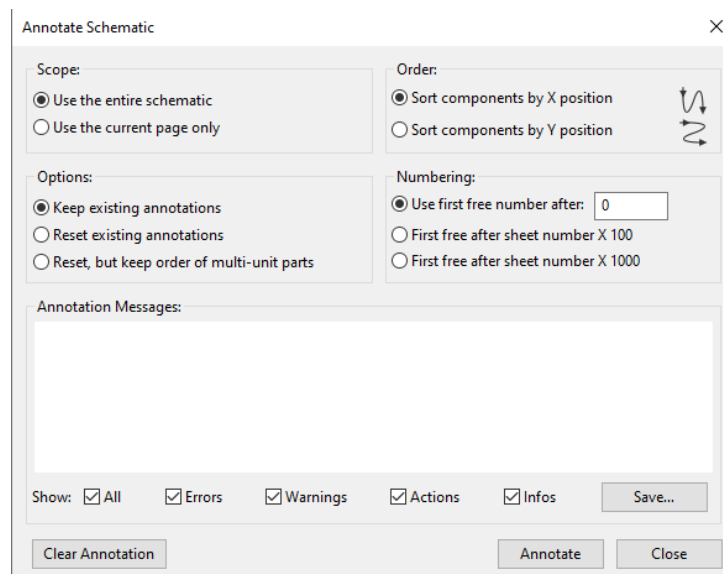 Annotate Schematic
Scope:
Use the entire schematic
Use the current page only
Order:
Sort components by X position
Sort components by Y position
Options:
Keep existing annotations
Reset existing annotations
Reset, but keep order of multi-unit parts
Numbering:
Use first free number after: 0
First free after sheet number X 100
First free after sheet number X 1000
Annotation Messages:
Show: All Errors Warnings Actions Infos Save...
Clear Annotation Annotate Close